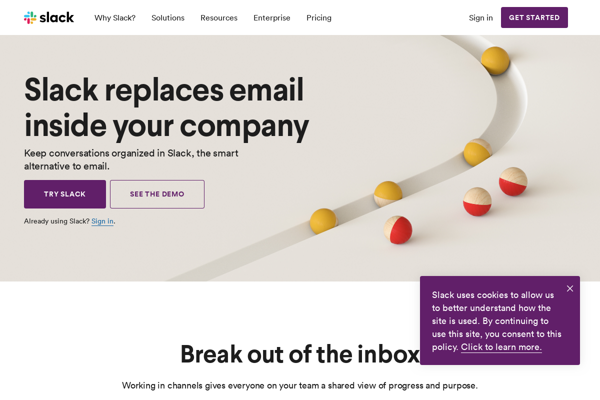 slack
Why Slack?
Solutions
Resources
Enterprise
Pricing
Sign in
GET STARTED
Slack replaces email
inside your company
Keep conversations organized in Slack, the smart
alternative to email.
TRY SLACK
SEE THE DEMO
Already using Slack? Sign in.
Slack uses cookies to allow us
to better understand how the
site is used. By continuing to
use this site, you consent to this
policy. Click to learn more.
Break out of the inbox
Working in channels gives everyone on your team a shared view of progress and purpose.